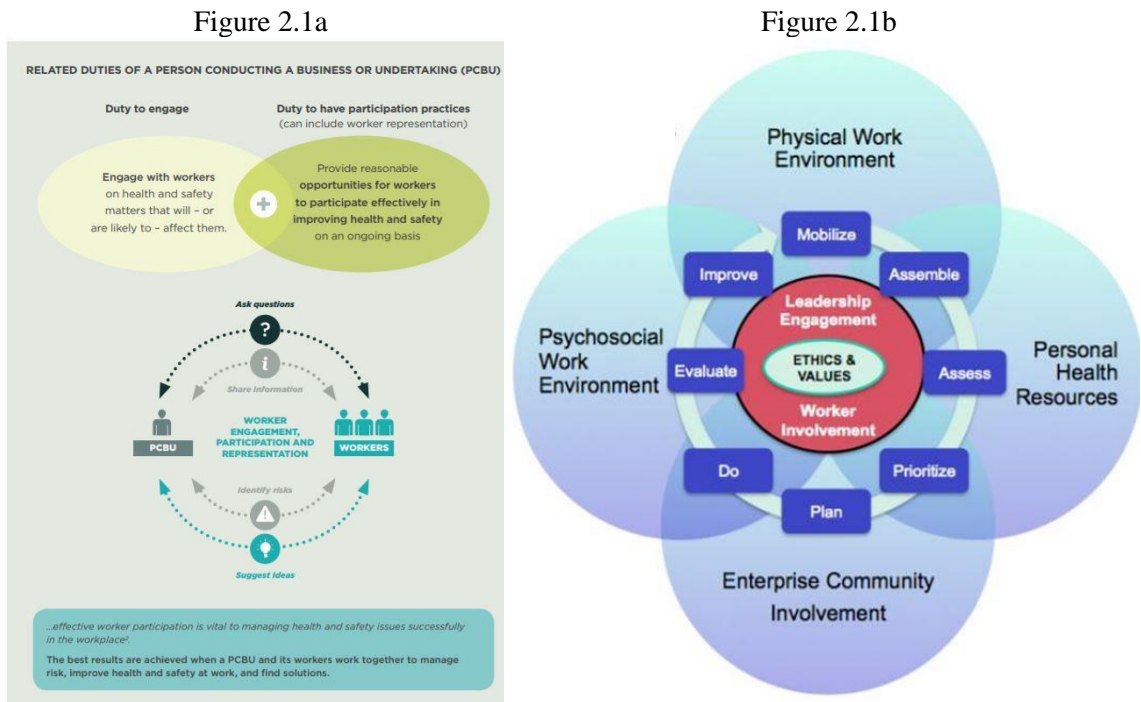 Figure 2.1a
RELATED DUTIES OF A PERSON CONDUCTING A BUSINESS OR UNDERTAKING (PCBU)
Duty to engage
Duty to have participation practices
(can include worker representation)
Engage with workers
on health and safety
matters that will – or
are likely to – affect them.
+
Provide reasonable
opportunities for workers
to participate effectively in
improving health and safety
on an ongoing basis
Ask questions
?
i
Share Information
PCBU
WORKER
ENGAGEMENT,
PARTICIPATION AND
REPRESENTATION
WORKERS
Identify risks
!
Suggest Ideas
...effective worker participation is vital to managing health and safety issues successfully
in the workplace².
The best results are achieved when a PCBU and its workers work together to manage
risk, improve health and safety at work, and find solutions.
Figure 2.1b
Physical Work
Environment
Mobilize
Improve
Assemble
Leadership
Engagement
Psychosocial
Work
Environment
Evaluate
ETHICS &
VALUES
Assess
Personal
Health
Resources
Worker
Involvement
Do
Prioritize
Plan
Enterprise Community
Involvement